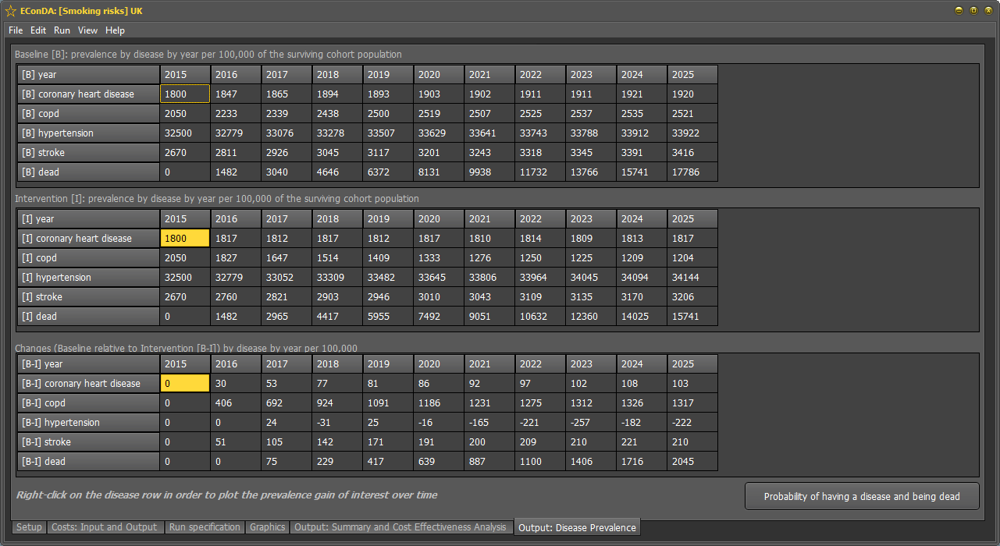 EConDA: [Smoking risks] UK
File Edit Run View Help
Baseline [B]: prevalence by disease by year per 100,000 of the surviving cohort population
[B] year 2015 2016 2017 2018 2019 2020 2021 2022 2023 2024 2025
[B] coronary heart disease 1800 1847 1865 1894 1893 1903 1902 1911 1911 1921 1920
[B] copd 2050 2233 2339 2438 2500 2519 2507 2525 2537 2535 2521
[B] hypertension 32500 32779 33076 33278 33507 33629 33641 33743 33788 33912 33922
[B] stroke 2670 2811 2926 3045 3117 3201 3243 3318 3345 3391 3416
[B] dead 0 1482 3040 4646 6372 8131 9938 11732 13766 15741 17786
Intervention [I]: prevalence by disease by year per 100,000 of the surviving cohort population
[I] year 2015 2016 2017 2018 2019 2020 2021 2022 2023 2024 2025
[I] coronary heart disease 1800 1817 1812 1817 1812 1817 1810 1814 1809 1813 1817
[I] copd 2050 1827 1647 1514 1409 1333 1276 1250 1225 1209 1204
[I] hypertension 32500 32779 33052 33309 33482 33645 33806 33964 34045 34094 34144
[I] stroke 2670 2760 2821 2903 2946 3010 3043 3109 3135 3170 3206
[I] dead 0 1482 2965 4417 5955 7492 9051 10632 12360 14025 15741
Changes (Baseline relative to Intervention [B-I]) by disease by year per 100,000
[B-I] year 2015 2016 2017 2018 2019 2020 2021 2022 2023 2024 2025
[B-I] coronary heart disease 0 30 53 77 81 86 92 97 102 108 103
[B-I] copd 0 406 692 924 1091 1186 1231 1275 1312 1326 1317
[B-I] hypertension 0 0 24 -31 25 -16 -165 -221 -257 -182 -222
[B-I] stroke 0 51 105 142 171 191 200 209 210 221 210
[B-I] dead 0 0 75 229 417 639 887 1100 1406 1716 2045
Right-click on the disease row in order to plot the prevalence gain of interest over time
Probability of having a disease and being dead
Setup Costs: Input and Output Run specification Graphics Output: Summary and Cost Effectiveness Analysis Output: Disease Prevalence